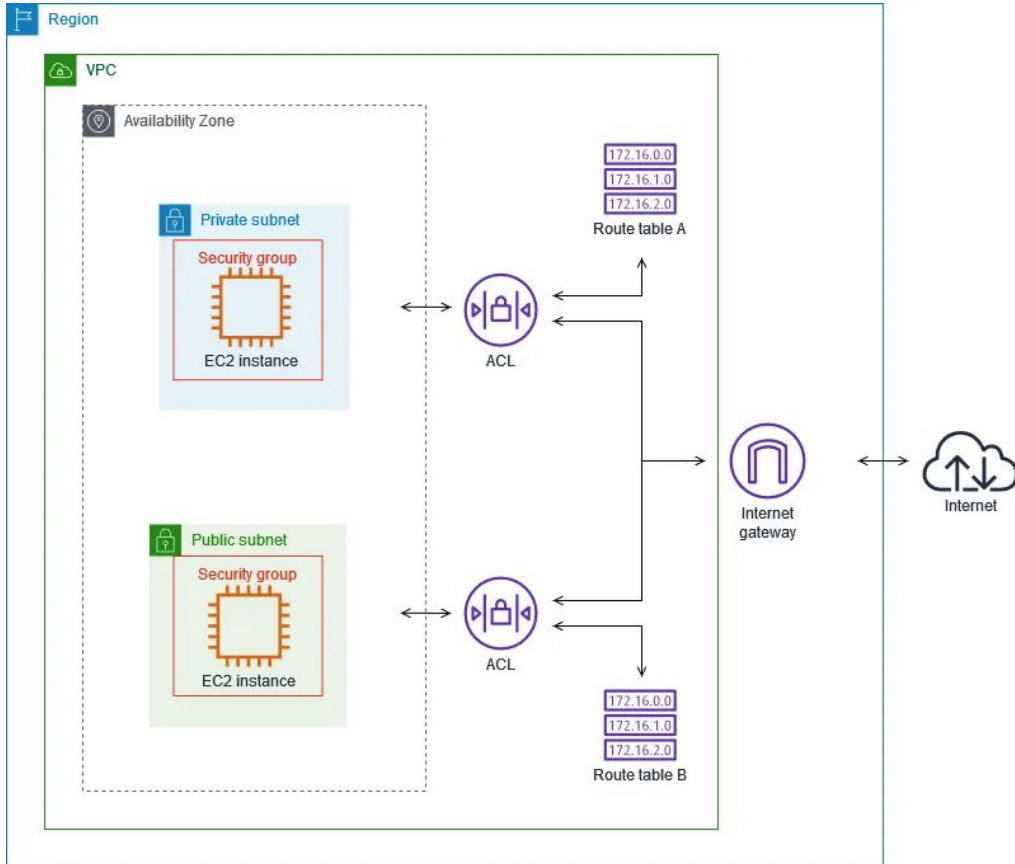 Region
VPC
Availability Zone
172.16.0.0
172.16.1.0
172.16.2.0
Route table A
Private subnet
Security group
EC2 instance
ACL
Internet
gateway
Internet
Public subnet
Security group
EC2 instance
ACL
172.16.0.0
172.16.1.0
172.16.2.0
Route table B